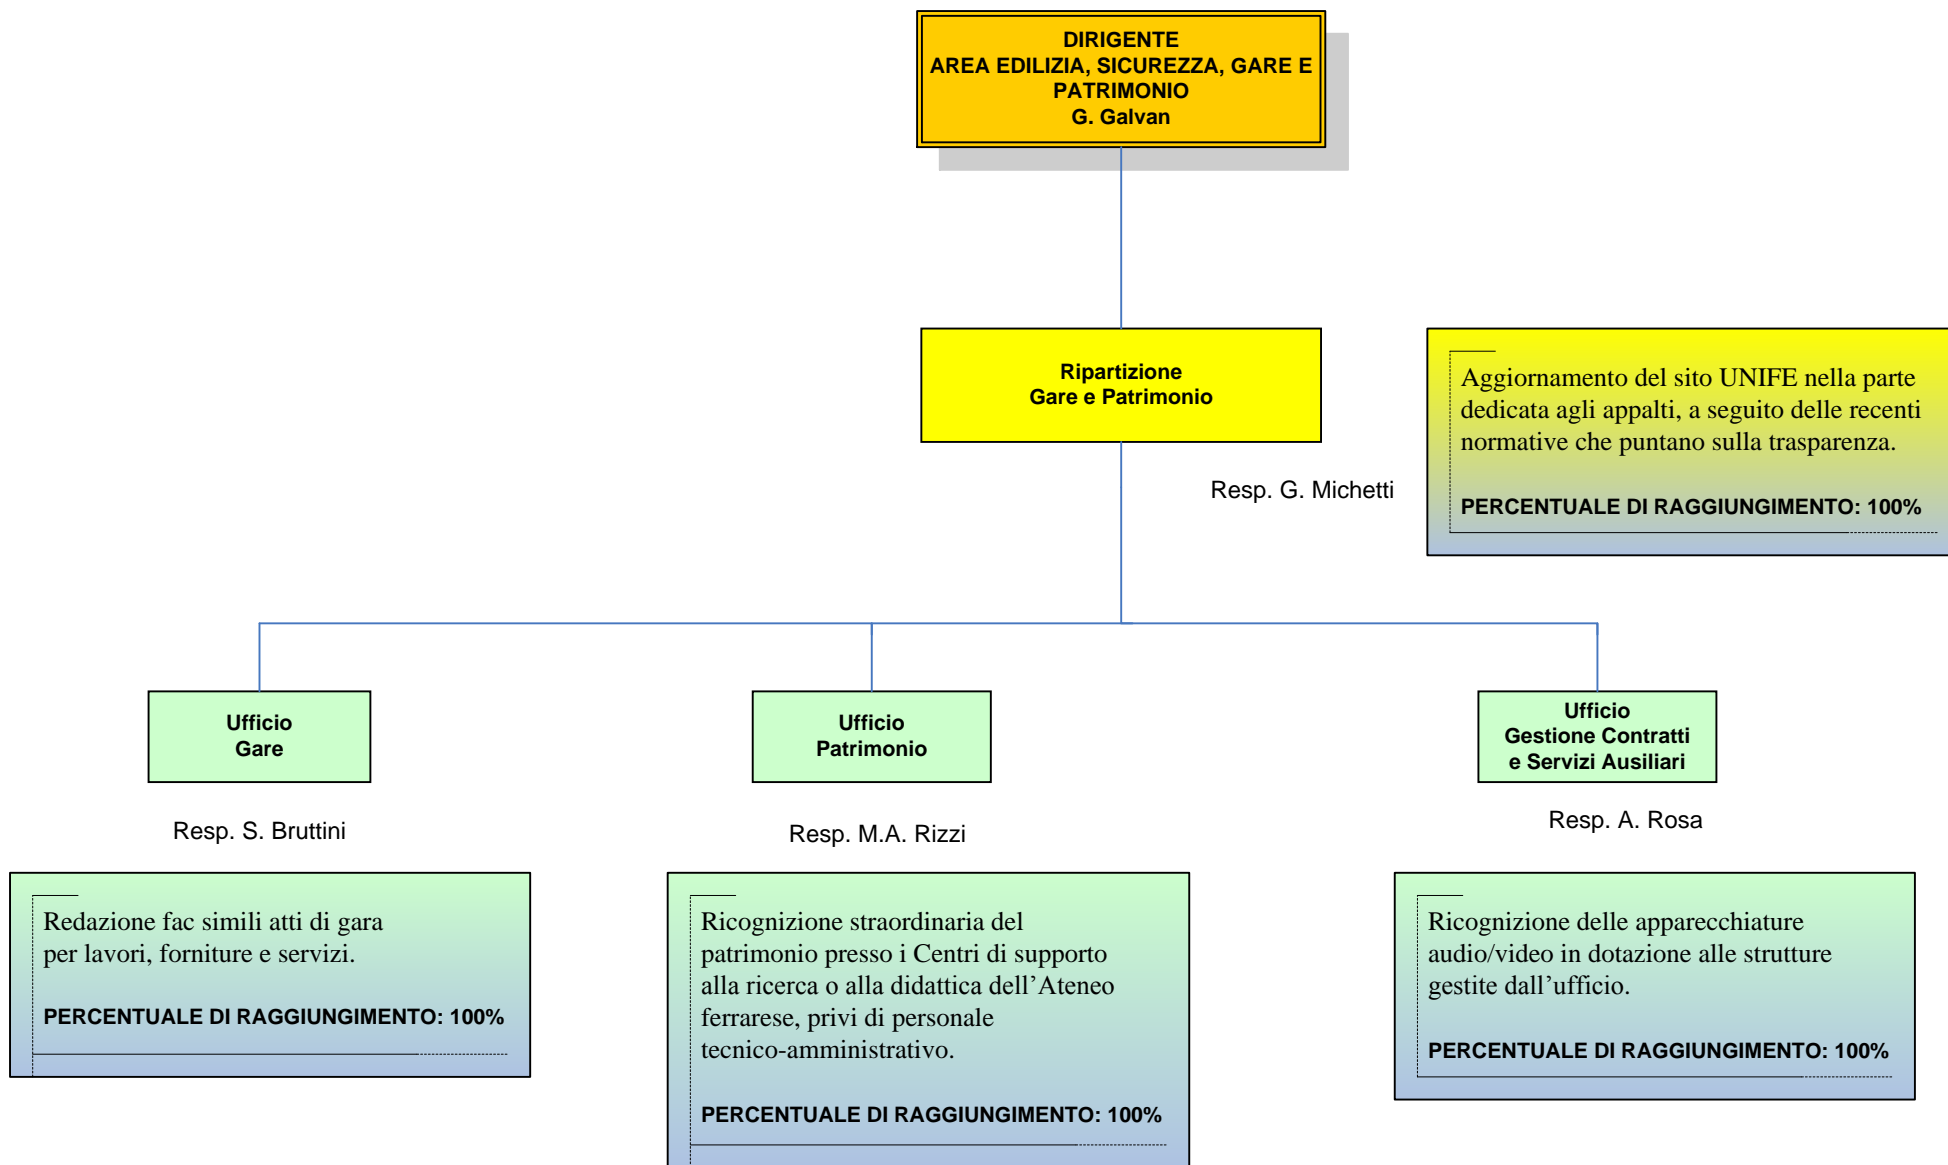 DIRIGENTE
AREA EDILIZIA, SICUREZZA, GARE E
PATRIMONIO
G. Galvan
Ripartizione
Gare e Patrimonio
Resp. G. Michetti
Aggiornamento del sito UNIFE nella parte
dedicata agli appalti, a seguito delle recenti
normative che puntano sulla trasparenza.
PERCENTUALE DI RAGGIUNGIMENTO: 100%
Ufficio
Gare
Resp. S. Bruttini
Redazione fac simili atti di gara
per lavori, forniture e servizi.
PERCENTUALE DI RAGGIUNGIMENTO: 100%
Ufficio
Patrimonio
Resp. M.A. Rizzi
Ricognizione straordinaria del
patrimonio presso i Centri di supporto
alla ricerca o alla didattica dell’Ateneo
ferrarese, privi di personale
tecnico-amministrativo.
PERCENTUALE DI RAGGIUNGIMENTO: 100%
Ufficio
Gestione Contratti
e Servizi Ausiliari
Resp. A. Rosa
Ricognizione delle apparecchiature
audio/video in dotazione alle strutture
gestite dall’ufficio.
PERCENTUALE DI RAGGIUNGIMENTO: 100%